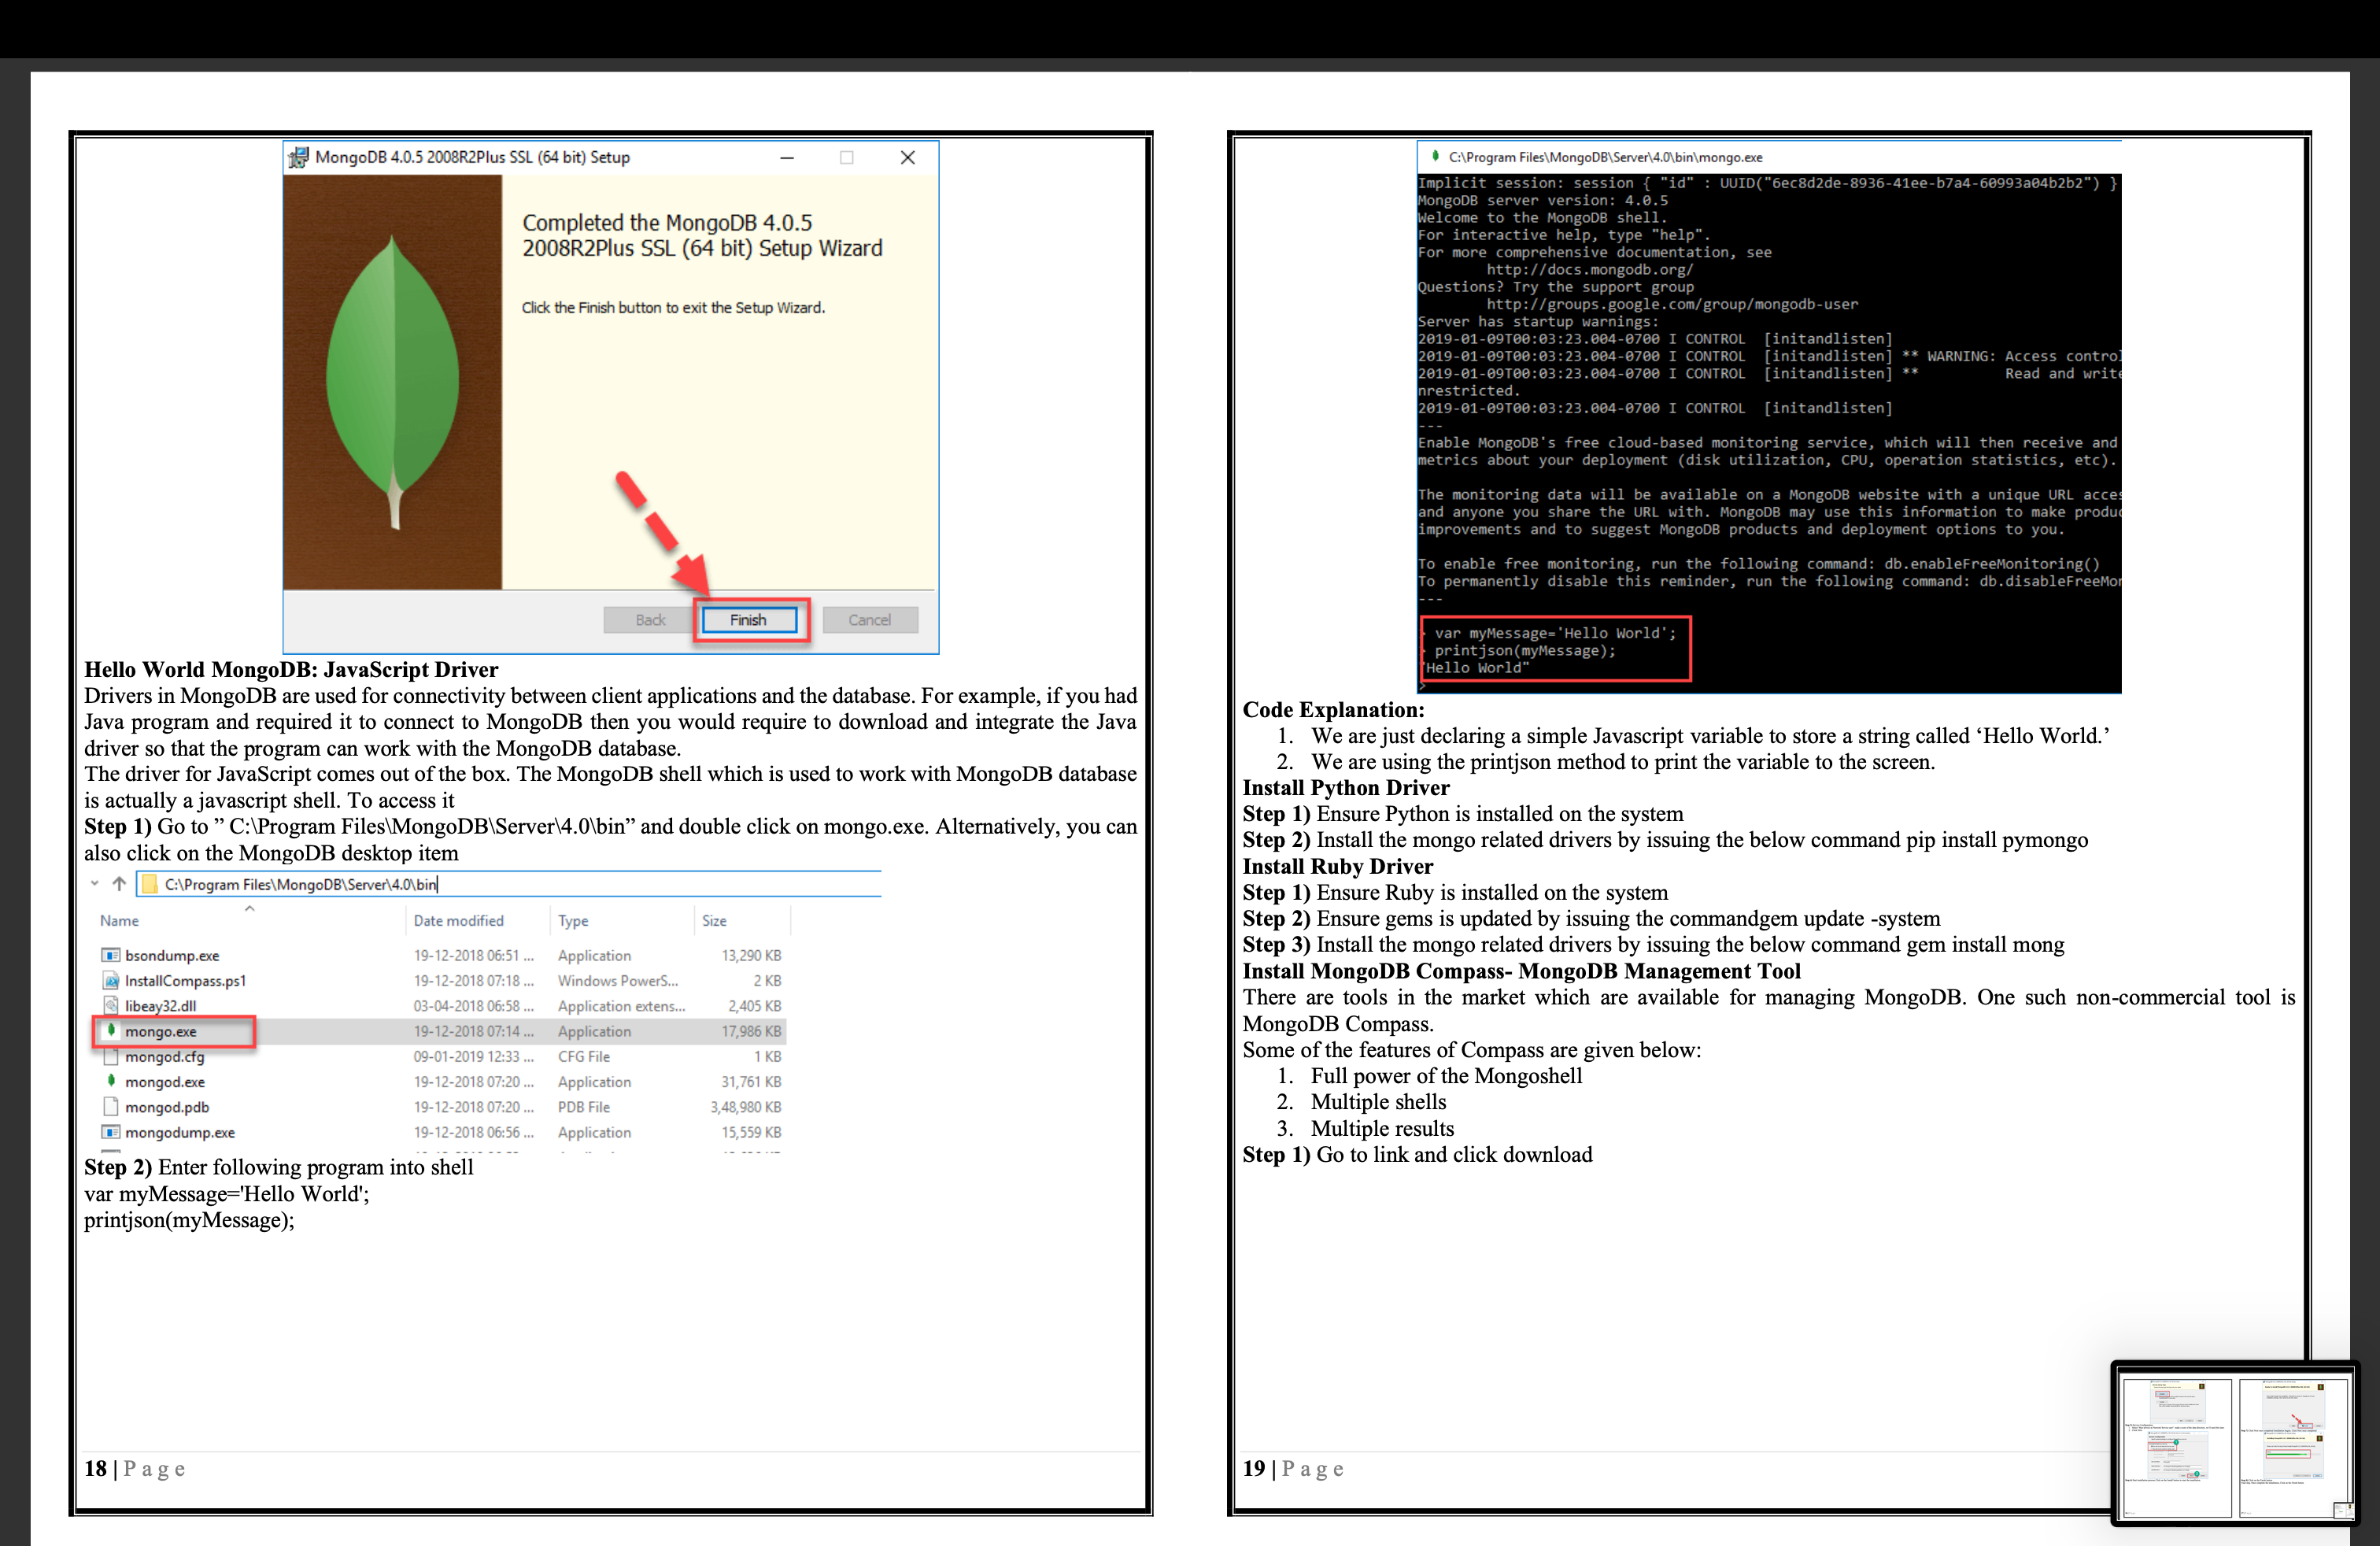 MongoDB 4.0.5 2008R2Plus SSL (64 bit) Setup
Completed the MongoDB 4.0.5
2008R2Plus SSL (64 bit) Setup Wizard
Click the Finish button to exit the Setup Wizard.
Back Finish Cancel
Hello World MongoDB: JavaScript Driver
Drivers in MongoDB are used for connectivity between client applications and the database. For example, if you had
Java program and required it to connect to MongoDB then you would require to download and integrate the Java
driver so that the program can work with the MongoDB database.
The driver for JavaScript comes out of the box. The MongoDB shell which is used to work with MongoDB database
is actually a javascript shell. To access it
Step 1) Go to ” C:\Program Files\MongoDB\Server\4.0\bin” and double click on mongo.exe. Alternatively, you can
also click on the MongoDB desktop item
C:\Program Files\MongoDB\Server\4.0\bin
Name Date modified Type Size
bsondump.exe 19-12-2018 06:51 ... Application 13,290 KB
InstallCompass.ps1 19-12-2018 07:18 ... Windows PowerS... 2 KB
libeay32.dll 03-04-2018 06:58 ... Application extens... 2,405 KB
mongo.exe 19-12-2018 07:14 ... Application 17,986 KB
mongod.cfg 09-01-2019 12:33 ... CFG File 1 KB
mongod.exe 19-12-2018 07:20 ... Application 31,761 KB
mongod.pdb 19-12-2018 07:20 ... PDB File 3,48,980 KB
mongodump.exe 19-12-2018 06:56 ... Application 15,559 KB
Step 2) Enter following program into shell
var myMessage='Hello World';
printjson(myMessage);
18 | Page
C:\Program Files\MongoDB\Server\4.0\bin\mongo.exe
Implicit session: session { "id" : UUID("6ec8d2de-8936-41ee-b7a4-60993a04b2b2") }
MongoDB server version: 4.0.5
Welcome to the MongoDB shell.
For interactive help, type "help".
For more comprehensive documentation, see
http://docs.mongodb.org/
Questions? Try the support group
http://groups.google.com/group/mongodb-user
Server has startup warnings:
2019-01-09T00:03:23.004-0700 I CONTROL [initandlisten]
2019-01-09T00:03:23.004-0700 I CONTROL [initandlisten] ** WARNING: Access control
2019-01-09T00:03:23.004-0700 I CONTROL [initandlisten] ** Read and write
nrestricted.
2019-01-09T00:03:23.004-0700 I CONTROL [initandlisten]
---
Enable MongoDB's free cloud-based monitoring service, which will then receive and
metrics about your deployment (disk utilization, CPU, operation statistics, etc).
The monitoring data will be available on a MongoDB website with a unique URL acces
and anyone you share the URL with. MongoDB may use this information to make produc
improvements and to suggest MongoDB products and deployment options to you.
To enable free monitoring, run the following command: db.enableFreeMonitoring()
To permanently disable this reminder, run the following command: db.disableFreeMon
---
> var myMessage='Hello World';
> printjson(myMessage);
"Hello World"
>
Code Explanation:
1. We are just declaring a simple Javascript variable to store a string called ‘Hello World.’
2. We are using the printjson method to print the variable to the screen.
Install Python Driver
Step 1) Ensure Python is installed on the system
Step 2) Install the mongo related drivers by issuing the below command pip install pymongo
Install Ruby Driver
Step 1) Ensure Ruby is installed on the system
Step 2) Ensure gems is updated by issuing the commandgem update -system
Step 3) Install the mongo related drivers by issuing the below command gem install mong
Install MongoDB Compass- MongoDB Management Tool
There are tools in the market which are available for managing MongoDB. One such non-commercial tool is
MongoDB Compass.
Some of the features of Compass are given below:
1. Full power of the Mongoshell
2. Multiple shells
3. Multiple results
Step 1) Go to link and click download
19 | Page